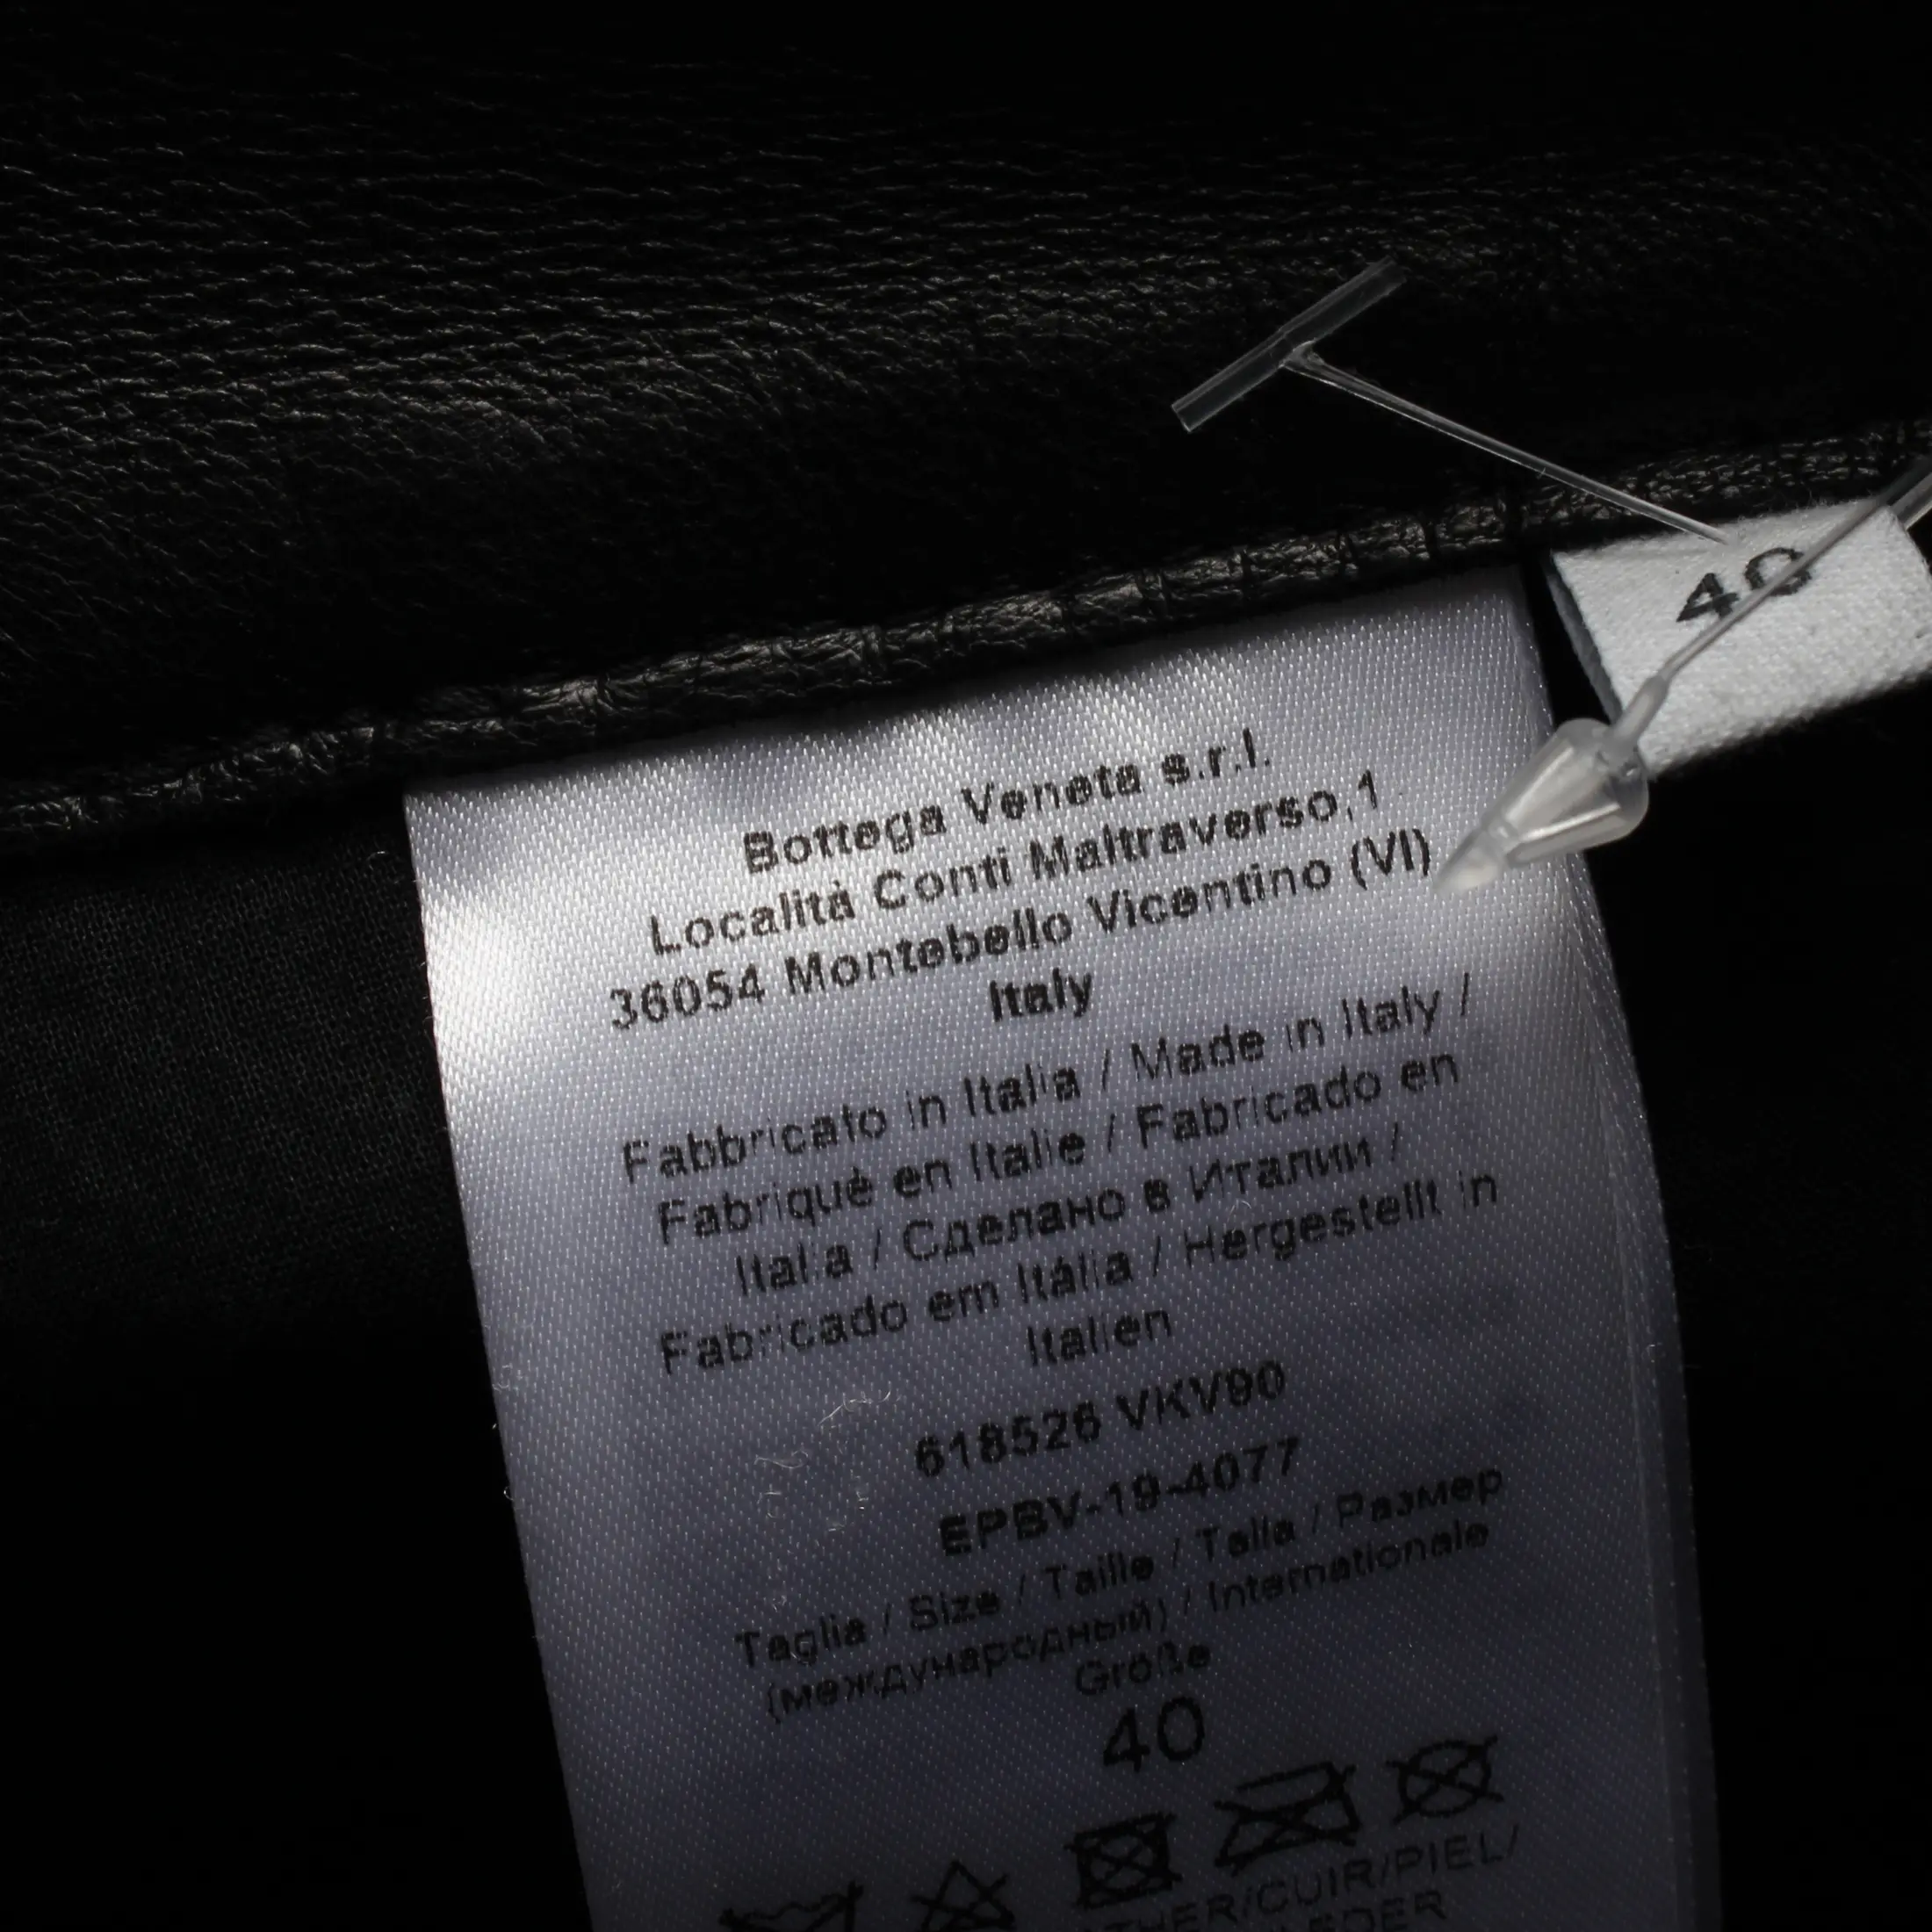 40
Bottega Veneta s.r.l.
Località Conti Maltraverso,1
36054 Montebello Vicentino (VI)
Italy
Fabbricato in Italia / Made in Italy /
Fabriqué en Italie / Fabricado en
Italia / Сделано в Италии /
Fabricado em Itália / Hergestellt in
Italien
618526 VKV90
EPBV-19-4077
Taglia / Size / Taille / Talla / Размер
(международный) / Internationale
Größe
40
/CUIR/PIEL/